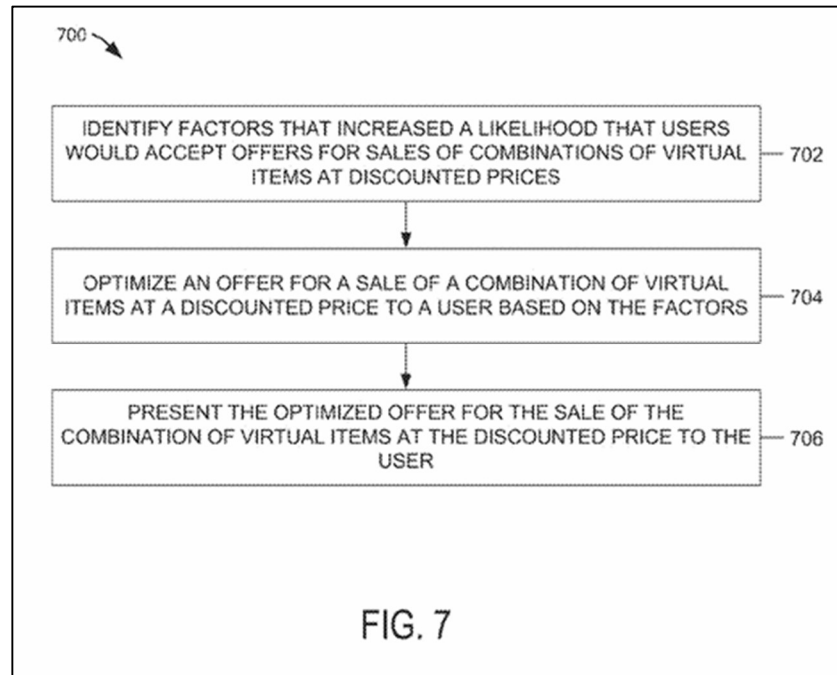 700
IDENTIFY FACTORS THAT INCREASED A LIKELIHOOD THAT USERS
WOULD ACCEPT OFFERS FOR SALES OF COMBINATIONS OF VIRTUAL
ITEMS AT DISCOUNTED PRICES
702
OPTIMIZE AN OFFER FOR A SALE OF A COMBINATION OF VIRTUAL
ITEMS AT A DISCOUNTED PRICE TO A USER BASED ON THE FACTORS
704
PRESENT THE OPTIMIZED OFFER FOR THE SALE OF THE
COMBINATION OF VIRTUAL ITEMS AT THE DISCOUNTED PRICE TO THE
USER
706
FIG. 7